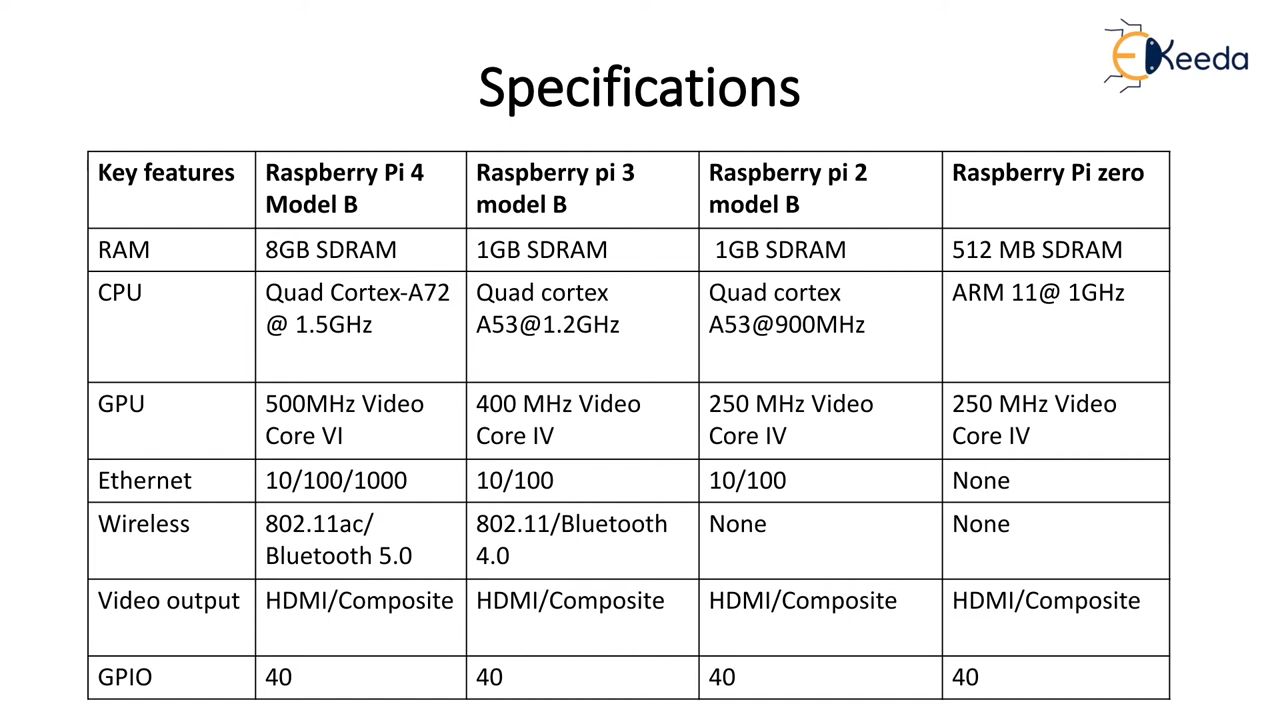 EKeeda
Specifications
Key features Raspberry Pi 4 Model B Raspberry pi 3 model B Raspberry pi 2 model B Raspberry Pi zero
RAM 8GB SDRAM 1GB SDRAM 1GB SDRAM 512 MB SDRAM
CPU Quad Cortex-A72 @ 1.5GHz Quad cortex A53@1.2GHz Quad cortex A53@900MHz ARM 11@ 1GHz
GPU 500MHz Video Core VI 400 MHz Video Core IV 250 MHz Video Core IV 250 MHz Video Core IV
Ethernet 10/100/1000 10/100 10/100 None
Wireless 802.11ac/ Bluetooth 5.0 802.11/Bluetooth 4.0 None None
Video output HDMI/Composite HDMI/Composite HDMI/Composite HDMI/Composite
GPIO 40 40 40 40